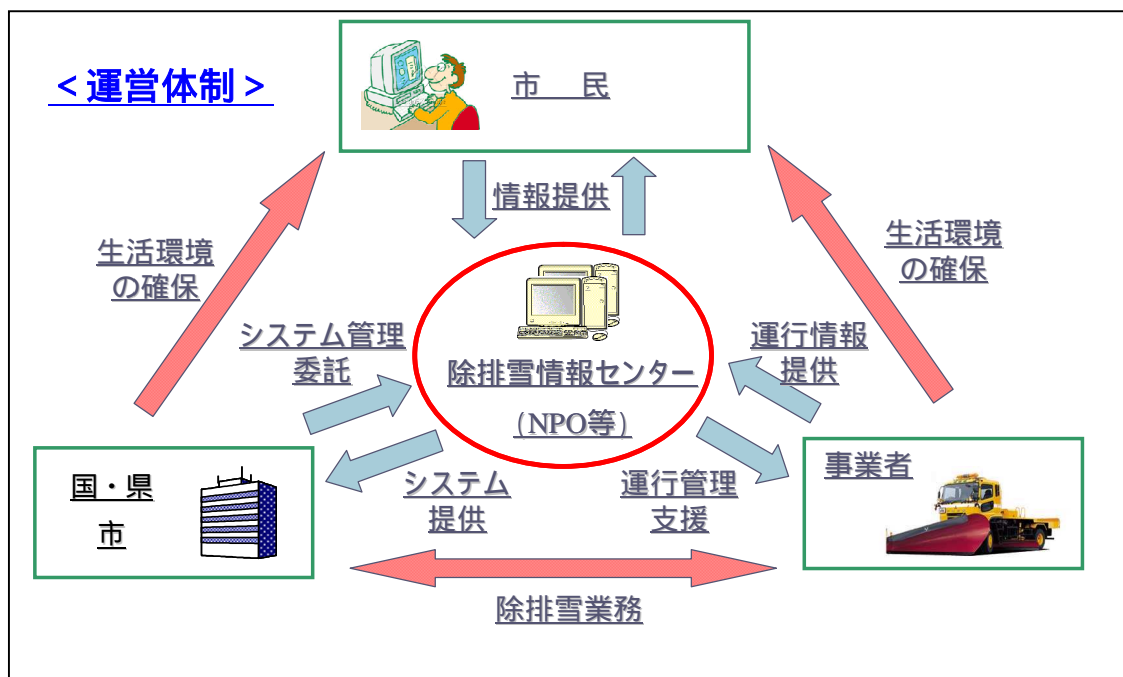 <運営体制>
市 民
情報提供
生活環境
の確保
生活環境
の確保
システム管理
委託
運行情報
提供
除排雪情報センター
(NPO等)
国・県
市
システム
提供
運行管理
支援
事業者
除排雪業務